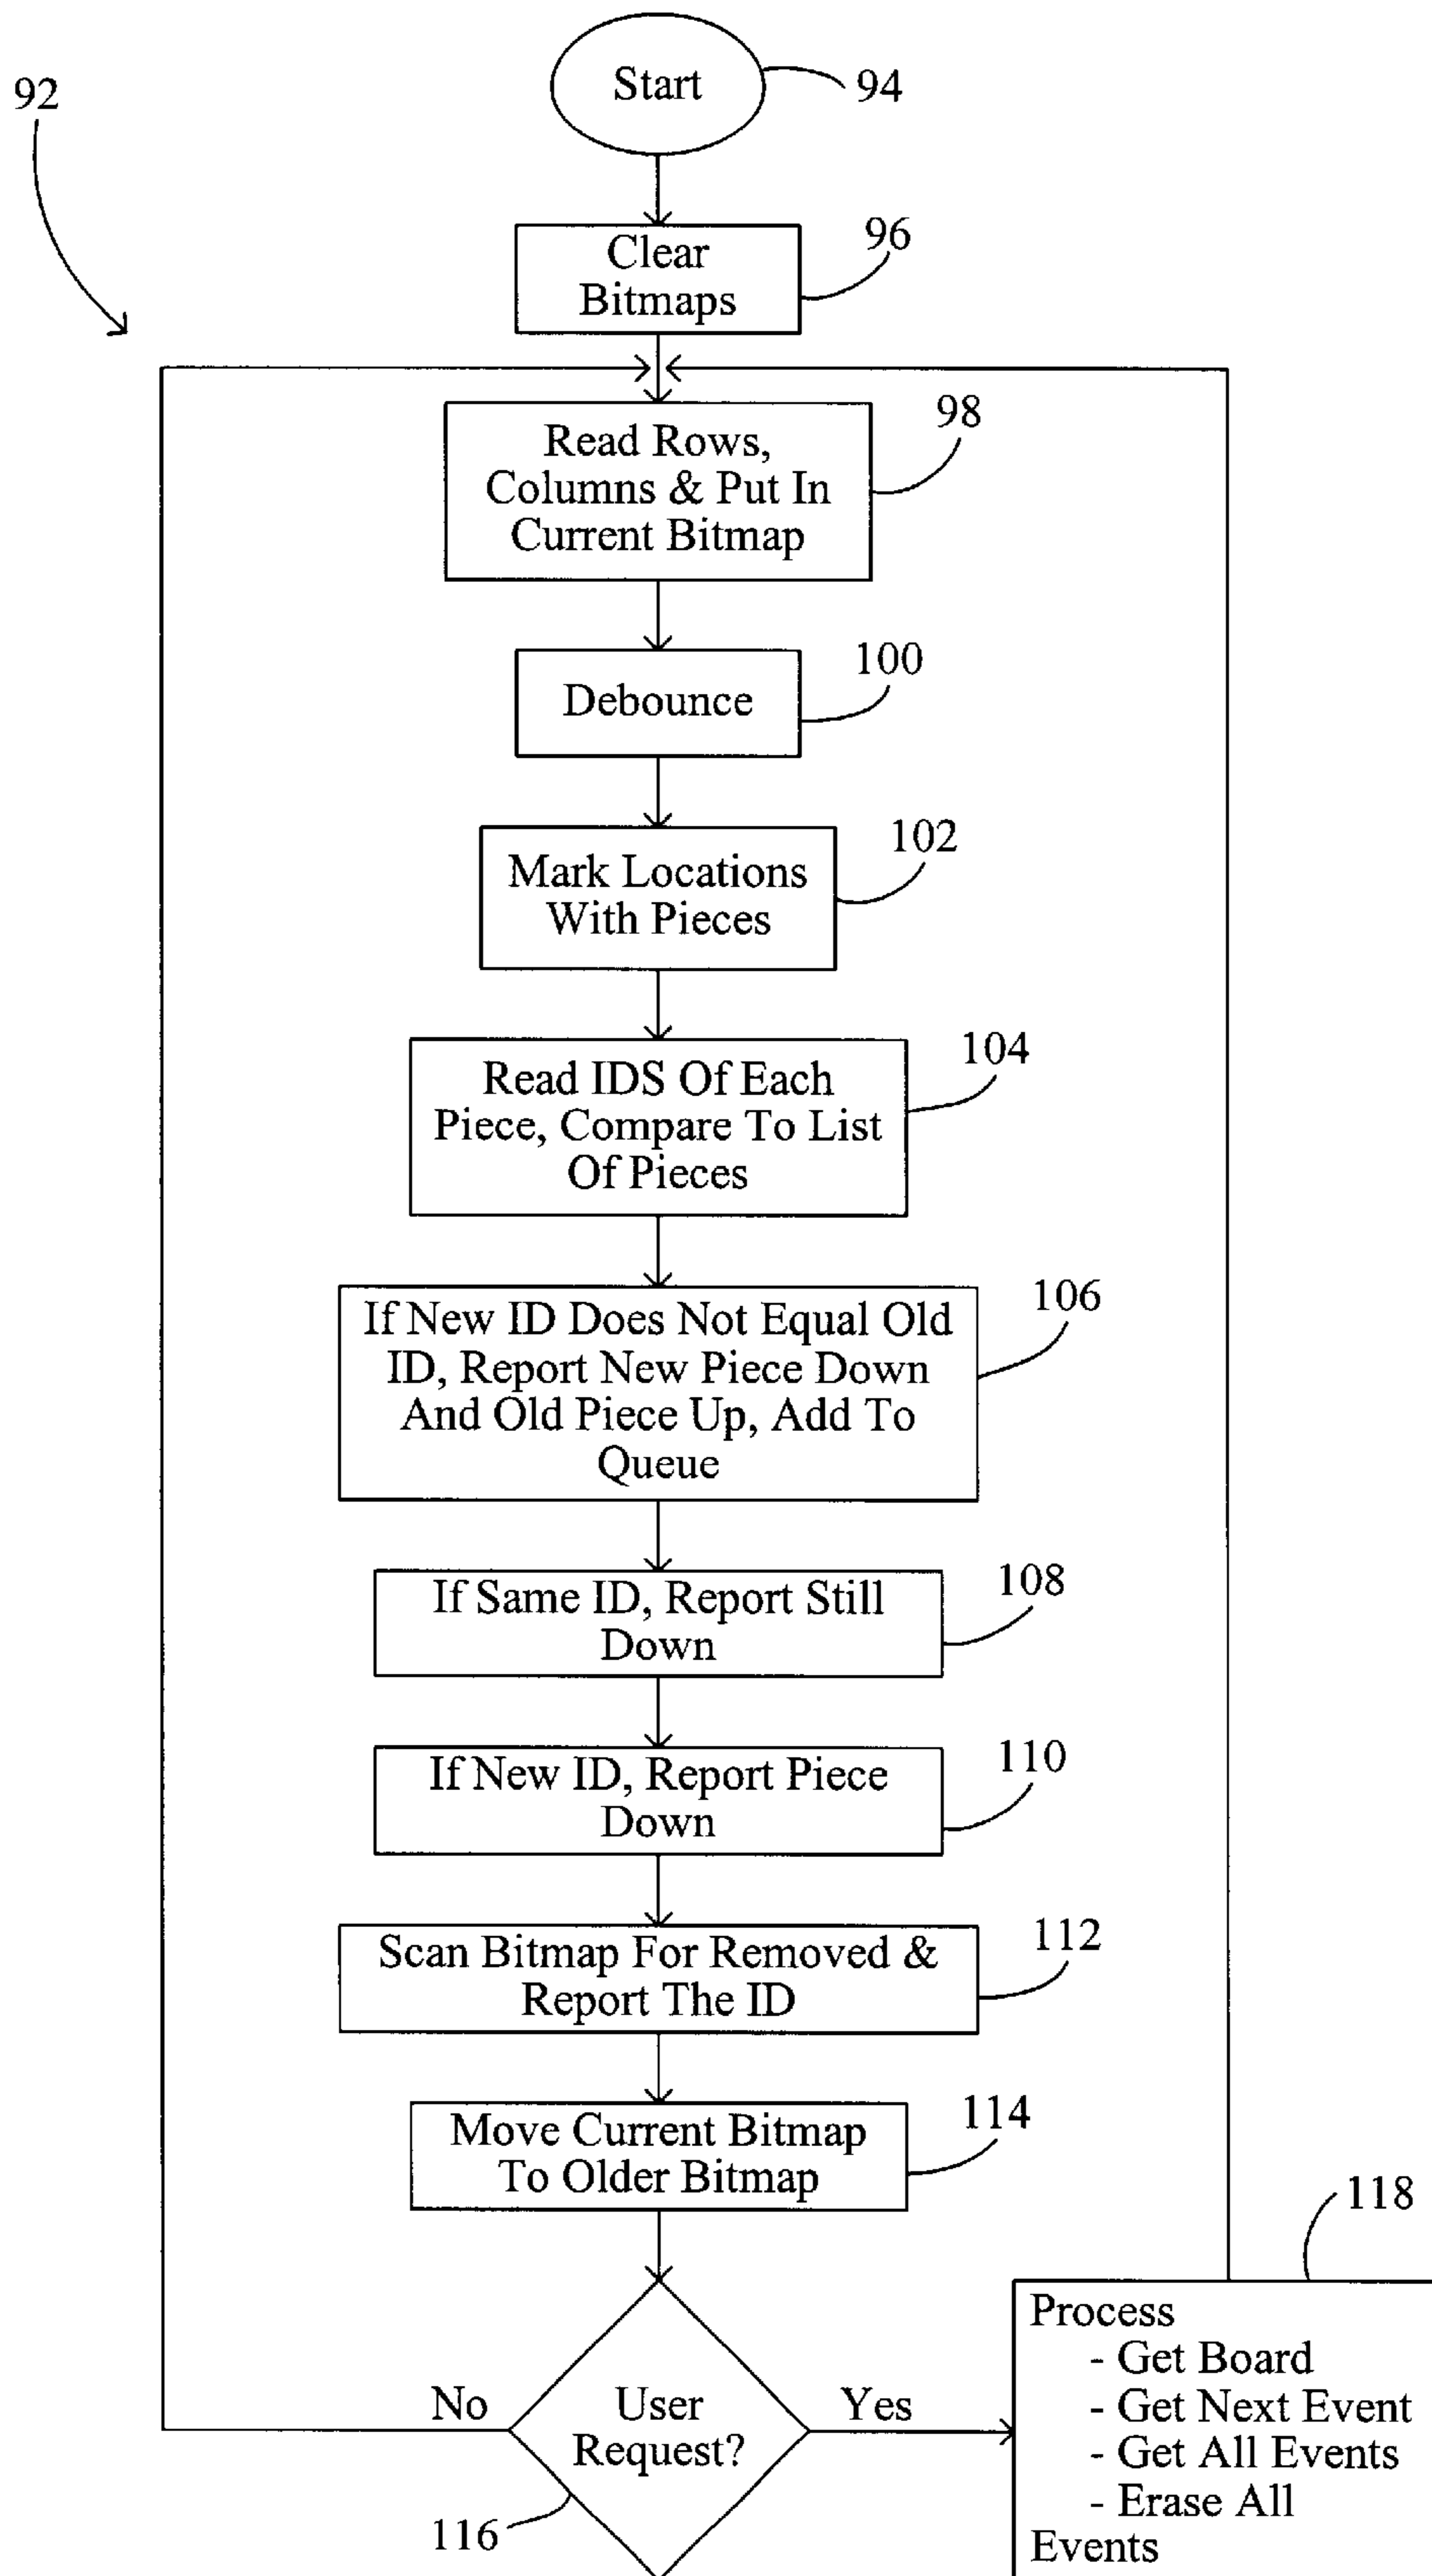 92
Start
94
Clear
Bitmaps
96
Read Rows,
Columns & Put In
Current Bitmap
98
Debounce
100
Mark Locations
With Pieces
102
Read IDS Of Each
Piece, Compare To List
Of Pieces
104
If New ID Does Not Equal Old
ID, Report New Piece Down
And Old Piece Up, Add To
Queue
106
If Same ID, Report Still
Down
108
If New ID, Report Piece
Down
110
Scan Bitmap For Removed &
Report The ID
112
Move Current Bitmap
To Older Bitmap
114
No
User
Request?
Yes
116
118
Process
- Get Board
- Get Next Event
- Get All Events
- Erase All
Events